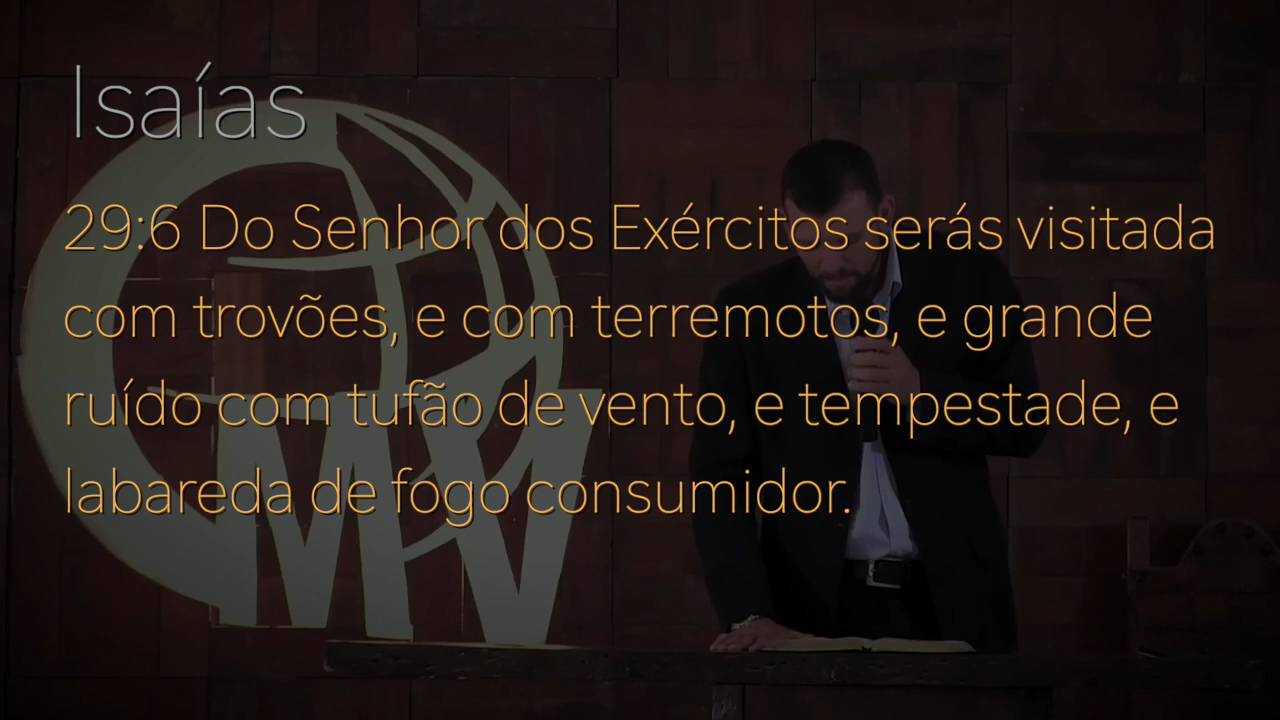 Isaías
29:6 Do Senhor dos Exércitos serás visitada
com trovões, e com terremotos, e grande
ruído com tufão de vento, e tempestade, e
labareda de fogo consumidor.
MV